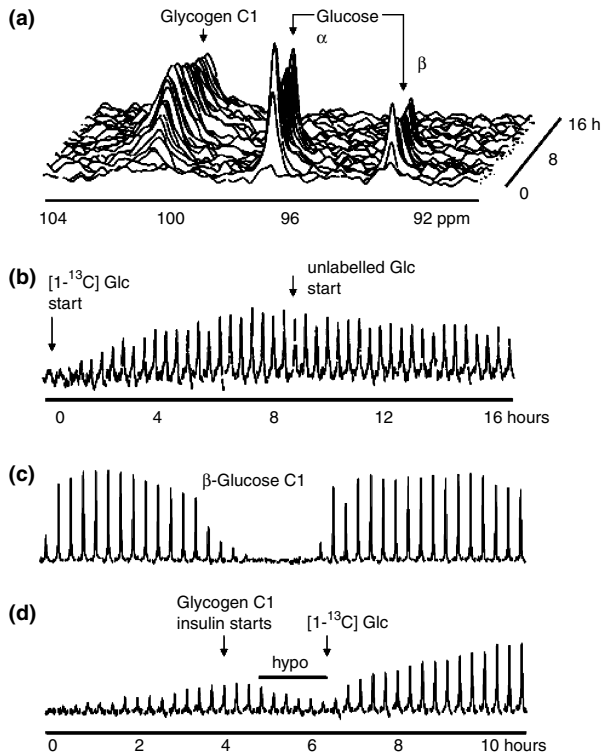 (a)
Glycogen C1
Glucose
α
β
16 h
8
0
104 100 96 92 ppm
(b)
[1-¹³C] Glc
start
unlabelled Glc
start
0 4 8 12 16 hours
(c)
β-Glucose C1
(d)
Glycogen C1
insulin starts
[1-¹³C] Glc
hypo
0 2 4 6 8 10 hours